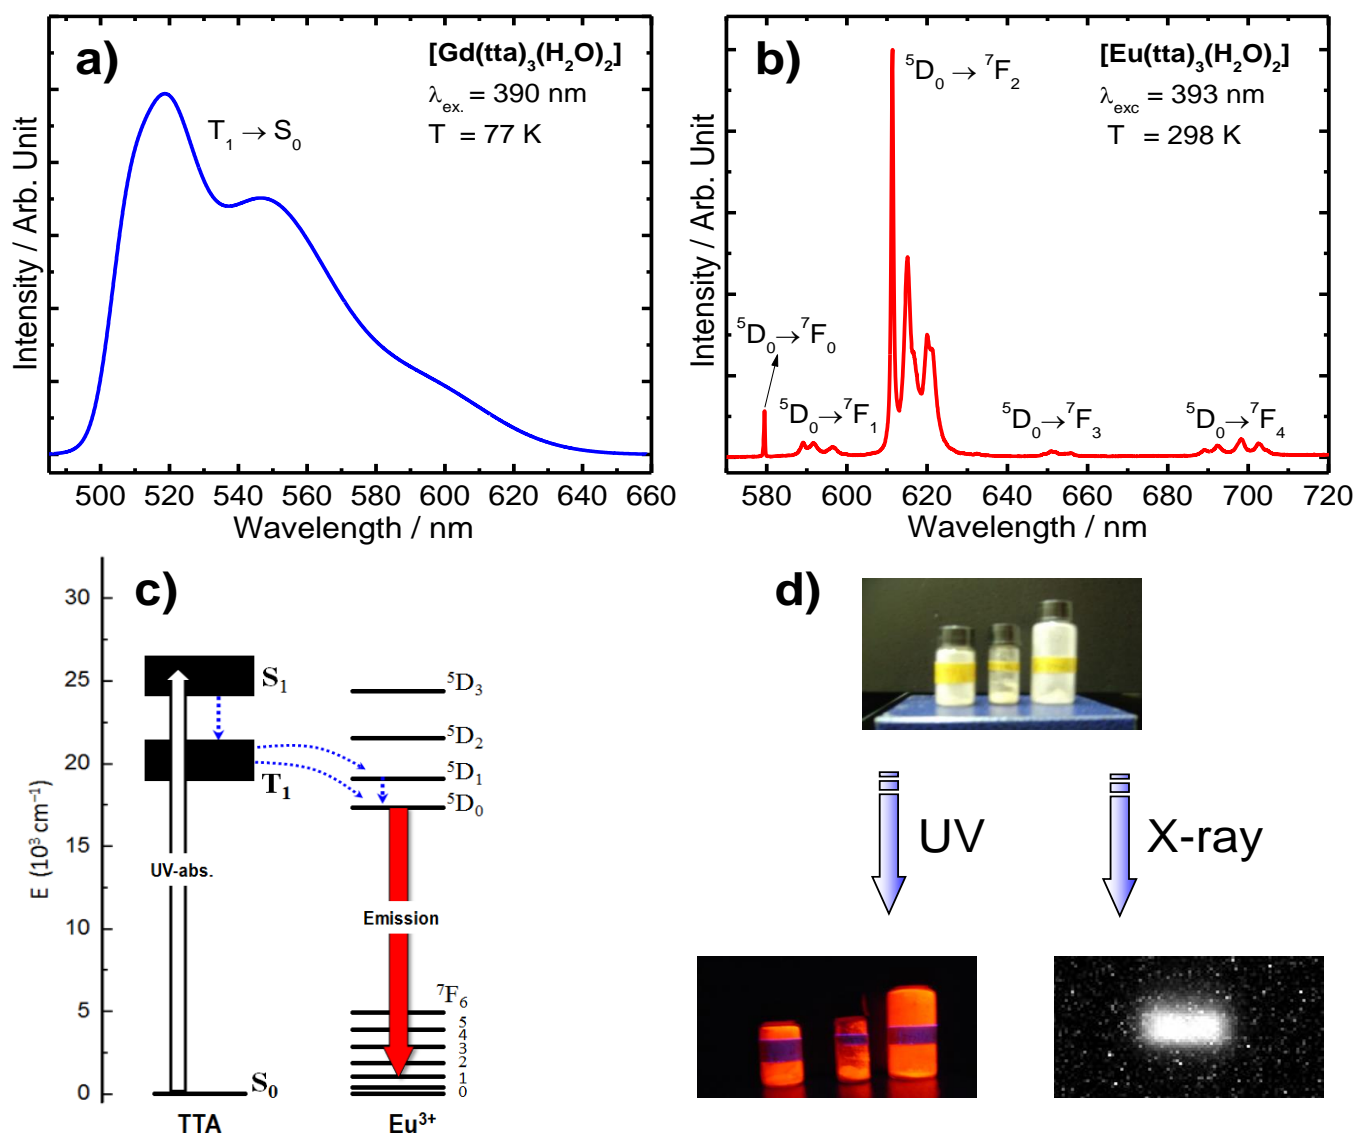 a)
[Gd(tta)₃(H₂O)₂]
λex. = 390 nm
T = 77 K
T₁ → S₀
Intensity / Arb. Unit
500 520 540 560 580 600 620 640 660
Wavelength / nm
b)
⁵D₀ → ⁷F₂
[Eu(tta)₃(H₂O)₂]
λexc = 393 nm
T = 298 K
⁵D₀→⁷F₀
⁵D₀→⁷F₁
⁵D₀→⁷F₃
⁵D₀→⁷F₄
Intensity / Arb. Unit
580 600 620 640 660 680 700 720
Wavelength / nm
c)
E (10³ cm⁻¹)
30
25
20
15
10
5
0
S₁
T₁
UV-abs.
S₀
TTA
⁵D₃
⁵D₂
⁵D₁
⁵D₀
Emission
⁷F₆
5
4
3
2
1
0
Eu³⁺
d)
UV
X-ray